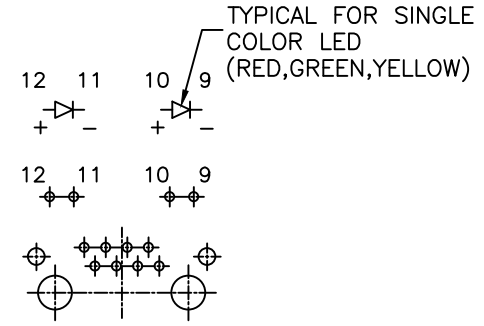 TYPICAL FOR SINGLE
COLOR LED
(RED,GREEN,YELLOW)
12 11 10 9
+ − + −
12 11 10 9